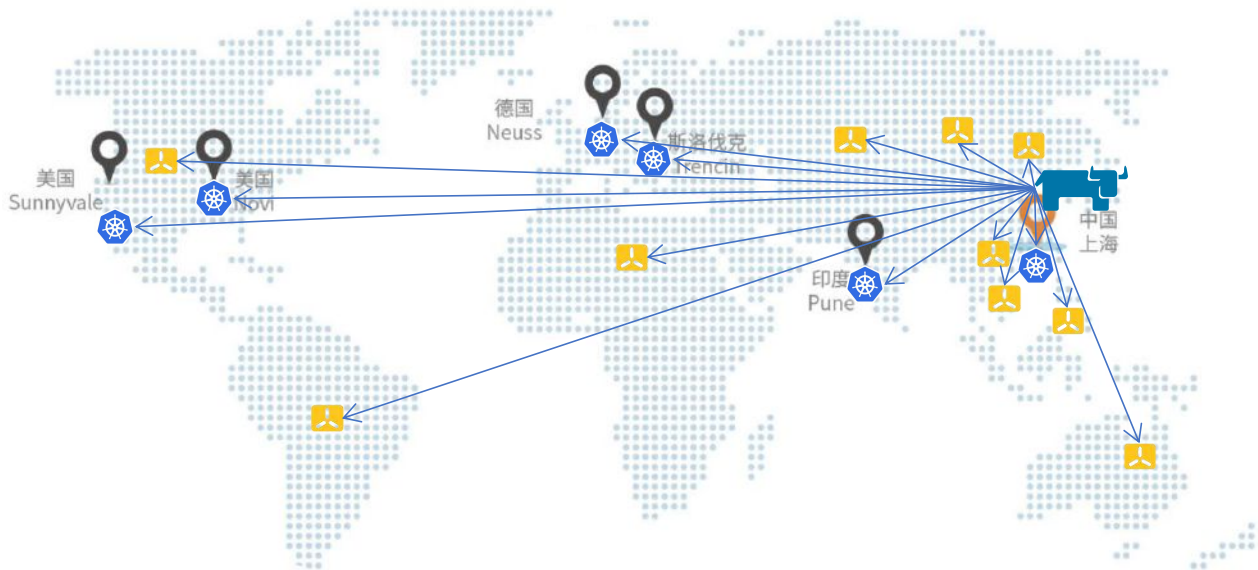 美国
Sunnyvale
美国
Novi
德国
Neuss
斯洛伐克
Trencin
印度
Pune
中国
上海